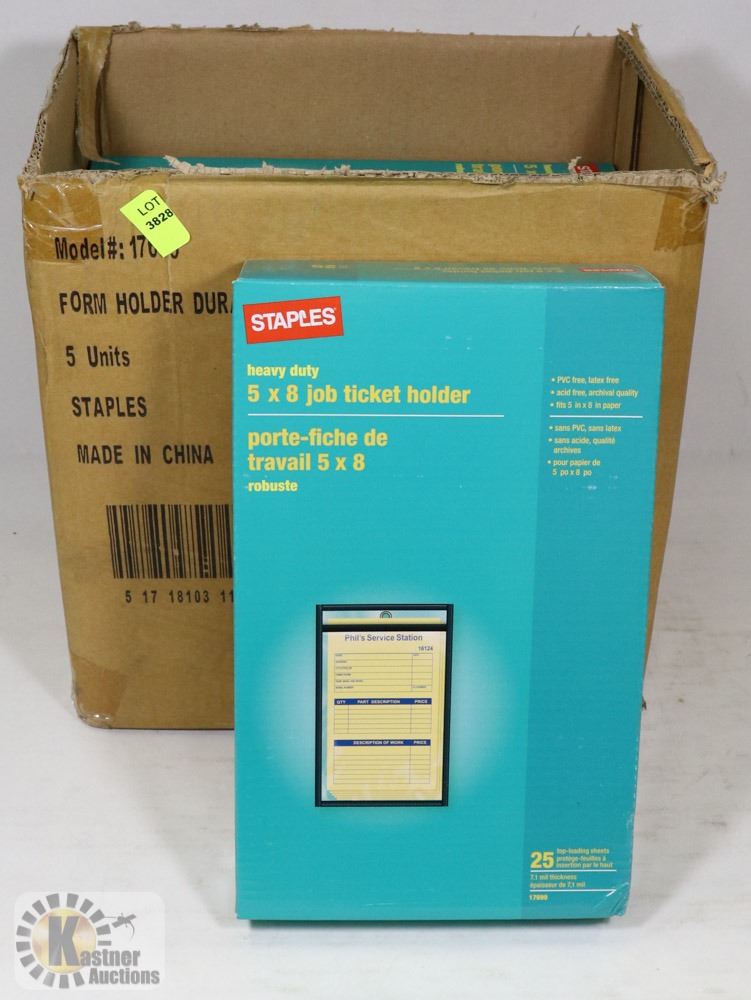 LOT
3828
Model#:
FORM HOLDER
5 Units
STAPLES
MADE IN CHINA
5 17 18103 11
STAPLES
heavy duty
5 x 8 job ticket holder
porte-fiche de
travail 5 x 8
robuste
• PVC free, latex free
• acid free, archival quality
• fits 5 in x 8 in paper
• sans PVC, sans latex
• sans acide, qualité
archives
• pour papier de
5 po x 8 po
Phil's Service Station
16124
QTY PART DESCRIPTION PRICE
DESCRIPTION OF WORK PRICE
25 top-loading sheets
protège-feuilles à
insertion par le haut
7.1 mil thickness
épaisseur de 7,1 mil
17690
Kastner
Auctions